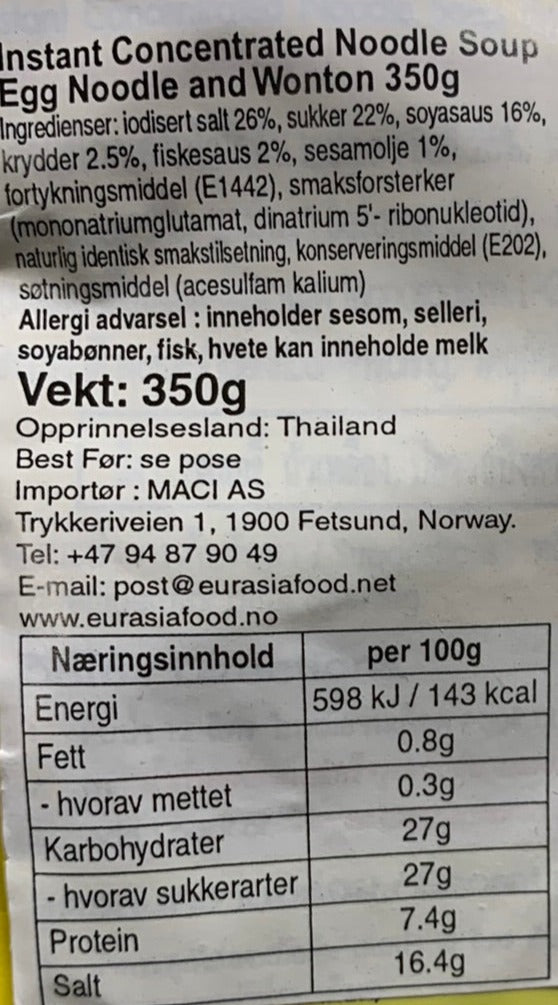 Instant Concentrated Noodle Soup
Egg Noodle and Wonton 350g
Ingredienser: iodisert salt 26%, sukker 22%, soyasaus 16%,
krydder 2.5%, fiskesaus 2%, sesamolje 1%,
fortykningsmiddel (E1442), smaksforsterker
(mononatriumglutamat, dinatrium 5'- ribonukleotid),
naturlig identisk smakstilsetning, konserveringsmiddel (E202),
søtningsmiddel (acesulfam kalium)
Allergi advarsel : inneholder sesom, selleri,
soyabønner, fisk, hvete kan inneholde melk
Vekt: 350g
Opprinnelsesland: Thailand
Best Før: se pose
Importør : MACI AS
Trykkeriveien 1, 1900 Fetsund, Norway.
Tel: +47 94 87 90 49
E-mail: post@eurasiafood.net
www.eurasiafood.no
Næringsinnhold per 100g
Energi 598 kJ / 143 kcal
Fett 0.8g
- hvorav mettet 0.3g
Karbohydrater 27g
- hvorav sukkerarter 27g
Protein 7.4g
Salt 16.4g